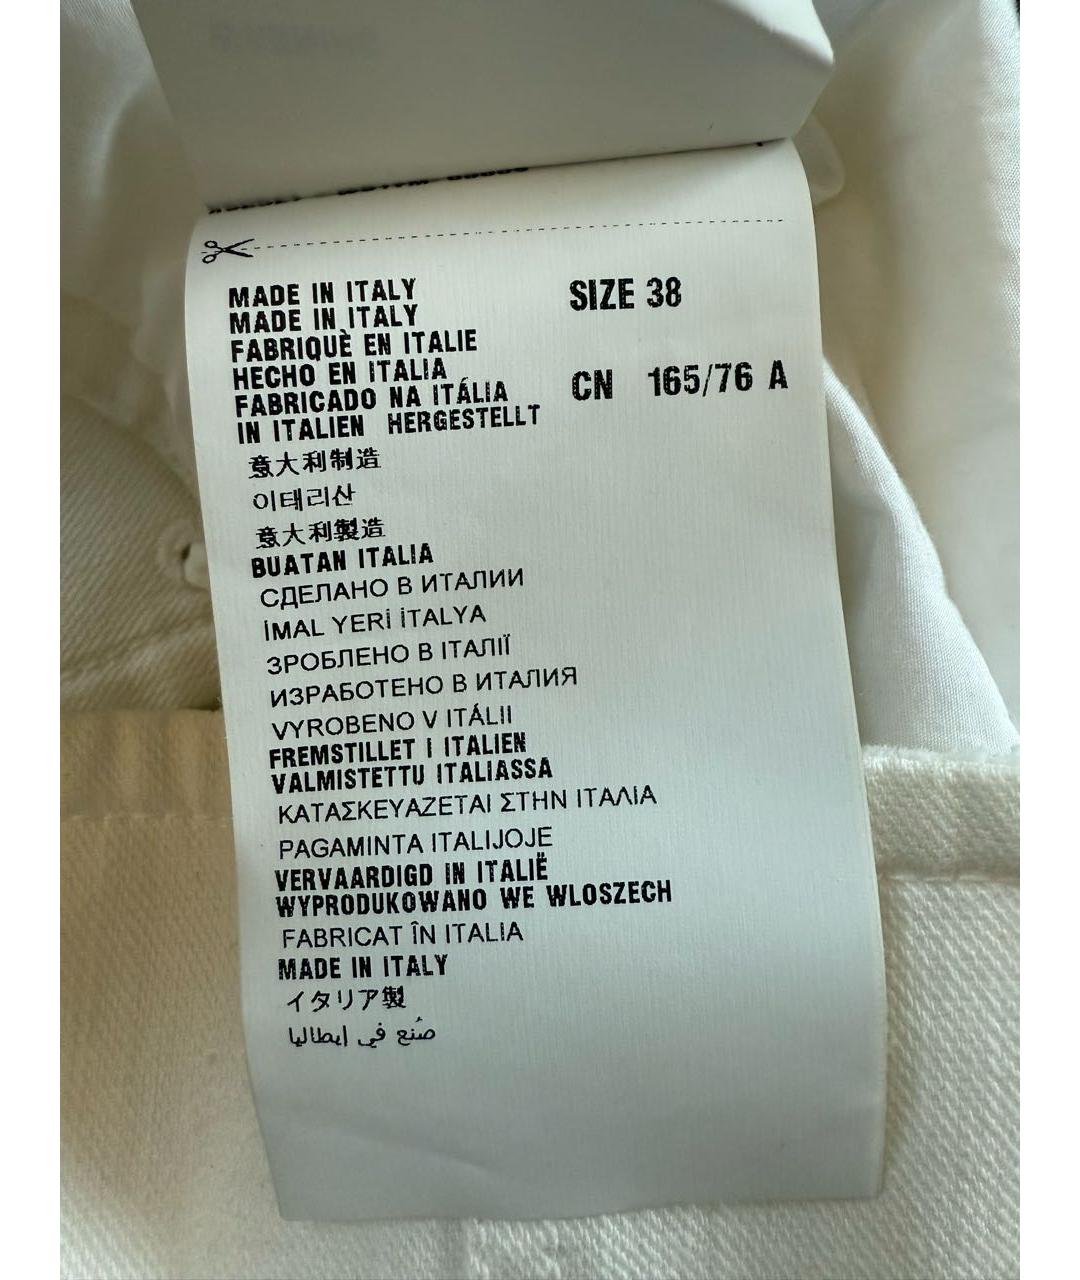 MADE IN ITALY
MADE IN ITALY
FABRIQUÈ EN ITALIE
HECHO EN ITALIA
FABRICADO NA ITÁLIA
IN ITALIEN HERGESTELLT
SIZE 38
CN 165/76 A
意大利制造
이태리산
意大利製造
BUATAN ITALIA
СДЕЛАНО В ИТАЛИИ
İMAL YERİ İTALYA
ЗРОБЛЕНО В ІТАЛІЇ
ИЗРАБОТЕНО В ИТАЛИЯ
VYROBENO V ITÁLII
FREMSTILLET I ITALIEN
VALMISTETTU ITALIASSA
ΚΑΤΑΣΚΕΥΑΖΕΤΑΙ ΣΤΗΝ ΙΤΑΛΙΑ
PAGAMINTA ITALIJOJE
VERVAARDIGD IN ITALIË
WYPRODUKOWANO WE WLOSZECH
FABRICAT ÎN ITALIA
MADE IN ITALY
イタリア製
صُنع في إيطاليا